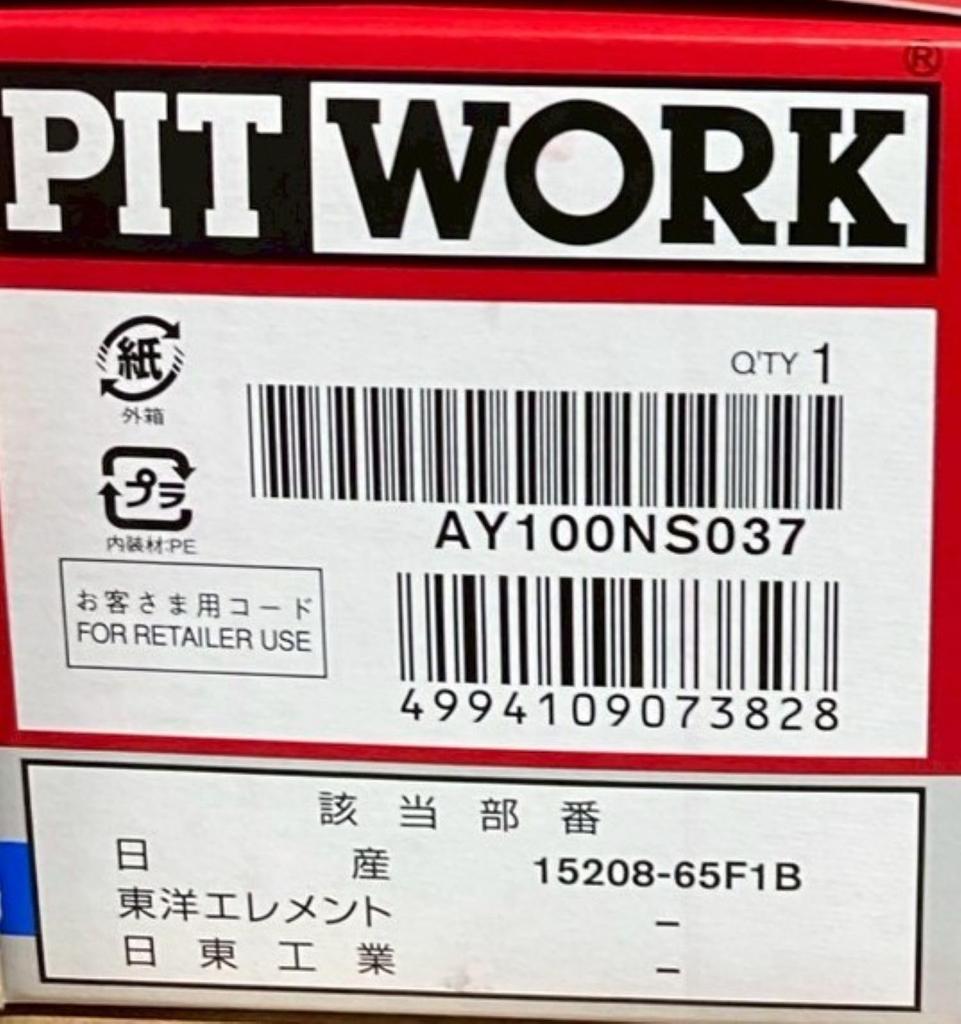 ®
PIT WORK
紙
外箱
Q'TY 1
プラ
内装材:PE
AY100NS037
お客さま用コード
FOR RETAILER USE
4994109073828
該当部番
日産 15208-65F1B
東洋エレメント –
日東工業 –